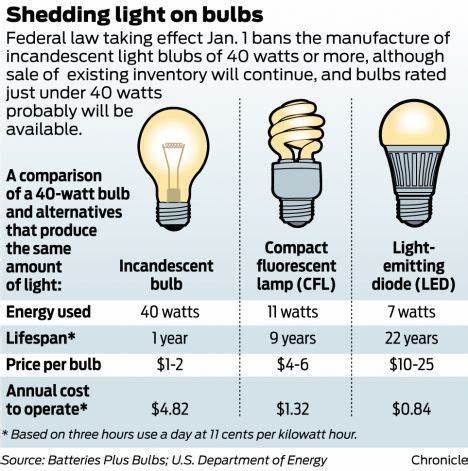 Shedding light on bulbs
Federal law taking effect Jan. 1 bans the manufacture of
incandescent light blubs of 40 watts or more, although
sale of existing inventory will continue, and bulbs rated
just under 40 watts
probably will be
available.
A comparison
of a 40-watt bulb
and alternatives
that produce
the same
amount
of light:
Incandescent
bulb
Compact
fluorescent
lamp (CFL)
Light-
emitting
diode (LED)
Energy used 40 watts 11 watts 7 watts
Lifespan* 1 year 9 years 22 years
Price per bulb $1-2 $4-6 $10-25
Annual cost
to operate* $4.82 $1.32 $0.84
* Based on three hours use a day at 11 cents per kilowatt hour.
Source: Batteries Plus Bulbs; U.S. Department of Energy Chronicle